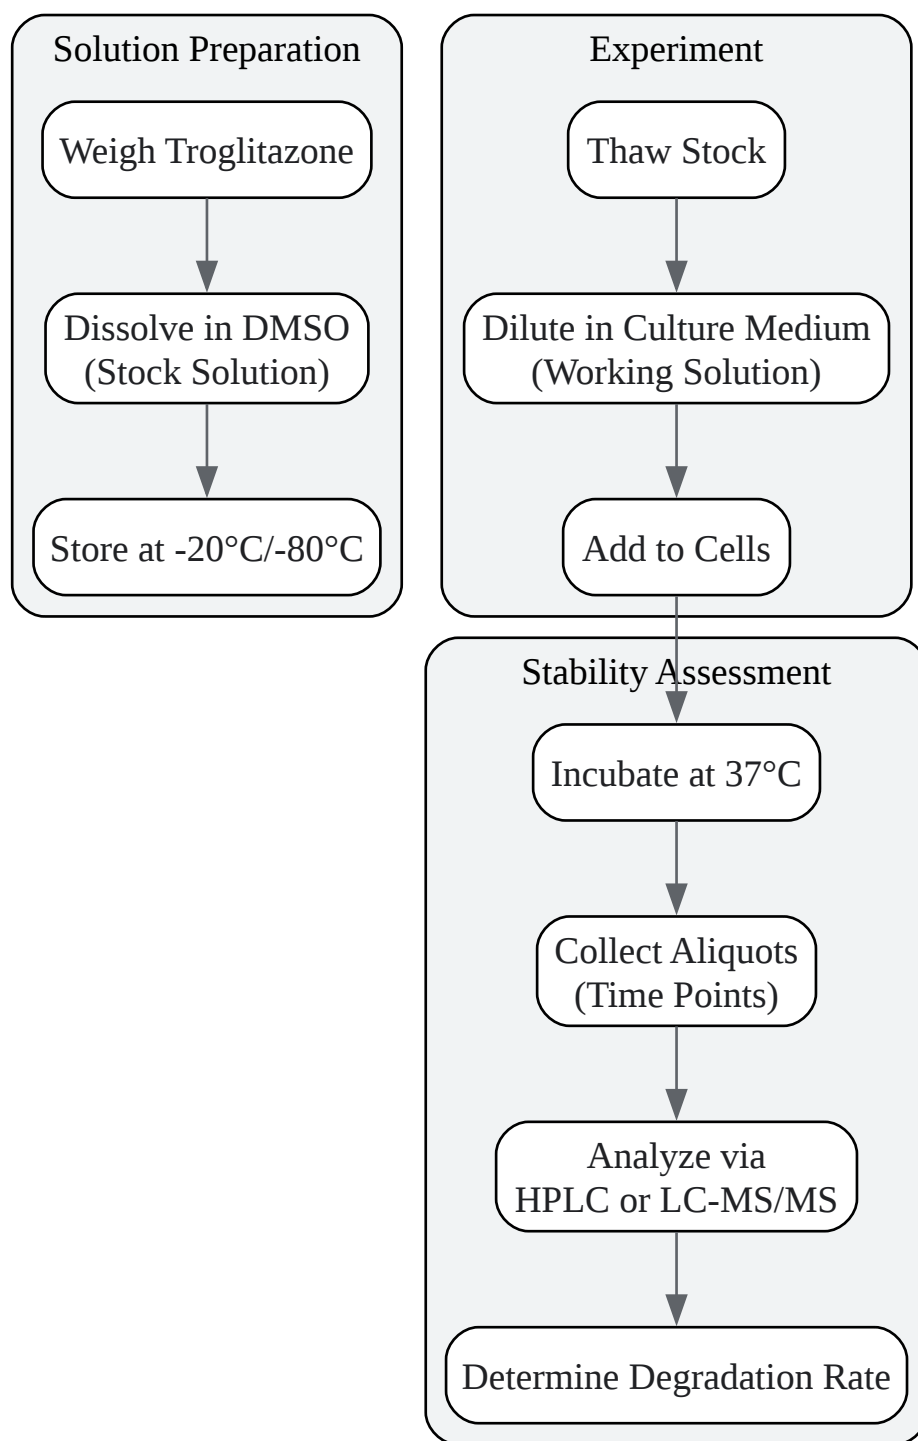 Solution Preparation
Weigh Troglitazone
Dissolve in DMSO
(Stock Solution)
Store at -20°C/-80°C
Experiment
Thaw Stock
Dilute in Culture Medium
(Working Solution)
Add to Cells
Stability Assessment
Incubate at 37°C
Collect Aliquots
(Time Points)
Analyze via
HPLC or LC-MS/MS
Determine Degradation Rate